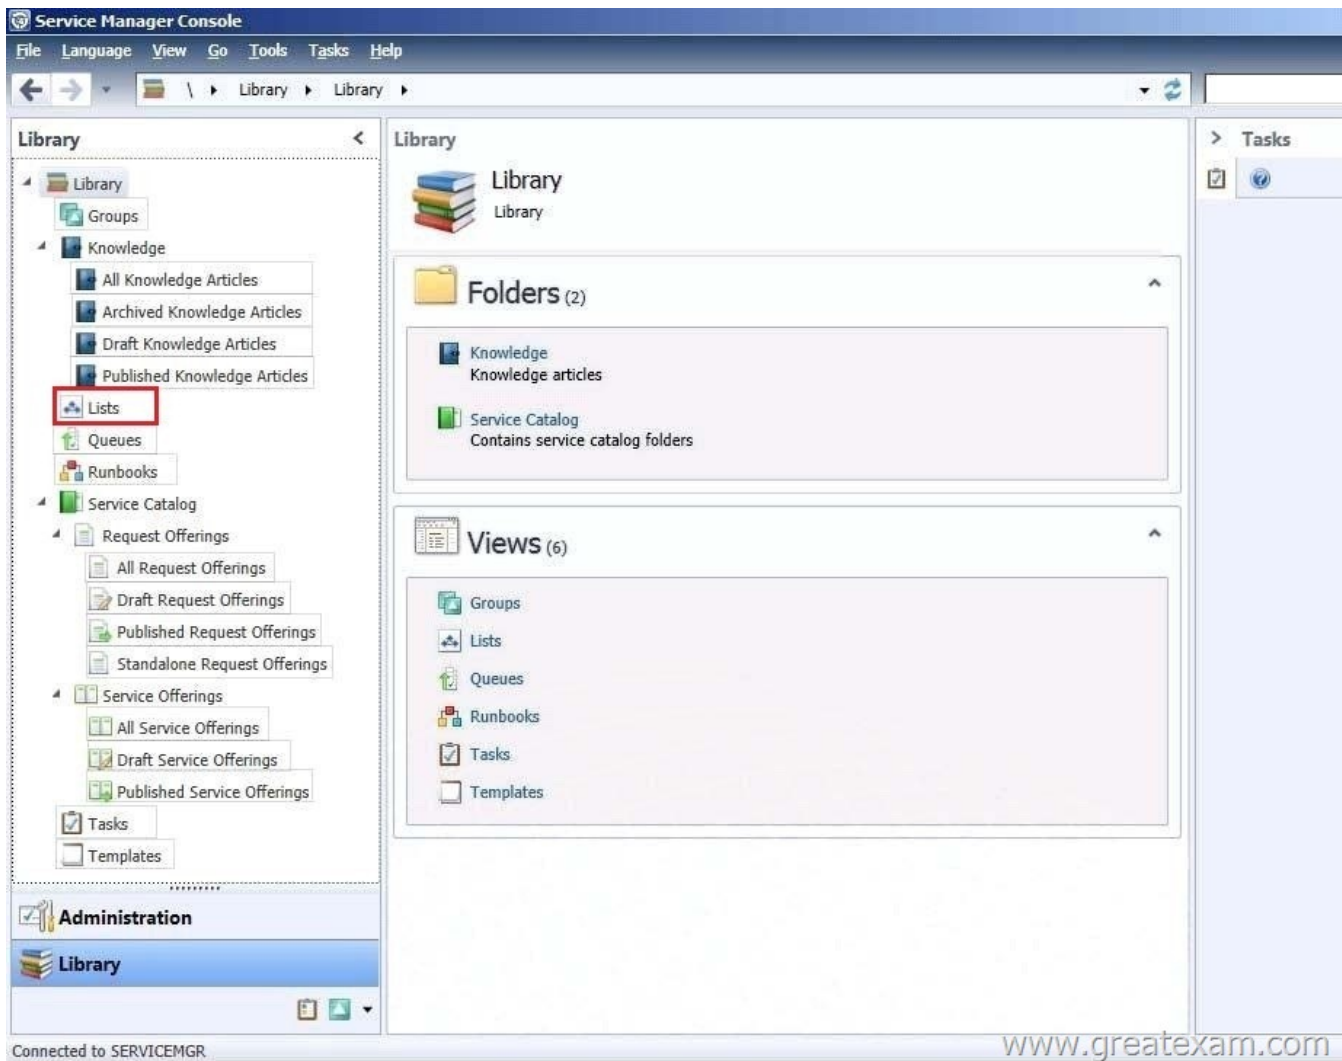 Service Manager Console
File Language View Go Tools Tasks Help
\ Library Library
Library
Library
Groups
Knowledge
All Knowledge Articles
Archived Knowledge Articles
Draft Knowledge Articles
Published Knowledge Articles
Lists
Queues
Runbooks
Service Catalog
Request Offerings
All Request Offerings
Draft Request Offerings
Published Request Offerings
Standalone Request Offerings
Service Offerings
All Service Offerings
Draft Service Offerings
Published Service Offerings
Tasks
Templates
Administration
Library
Library
Library
Library
Folders (2)
Knowledge
Knowledge articles
Service Catalog
Contains service catalog folders
Views (6)
Groups
Lists
Queues
Runbooks
Tasks
Templates
Tasks
Connected to SERVICEMGR
www.greatexam.com